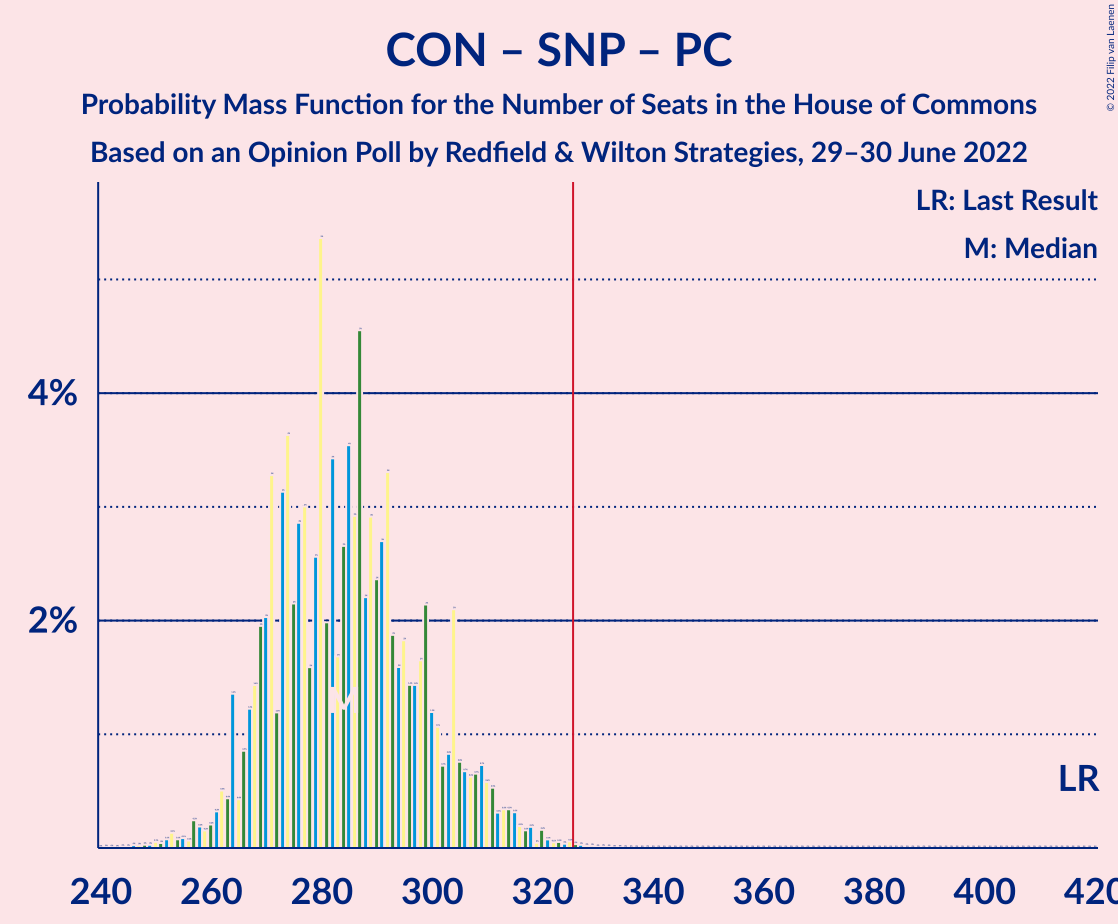 CON – SNP – PC
Probability Mass Function for the Number of Seats in the House of Commons
Based on an Opinion Poll by Redfield & Wilton Strategies, 29–30 June 2022
© 2022 Filip van Laenen
LR: Last Result
M: Median
4%
2%
M
LR
240 260 280 300 320 340 360 380 400 420